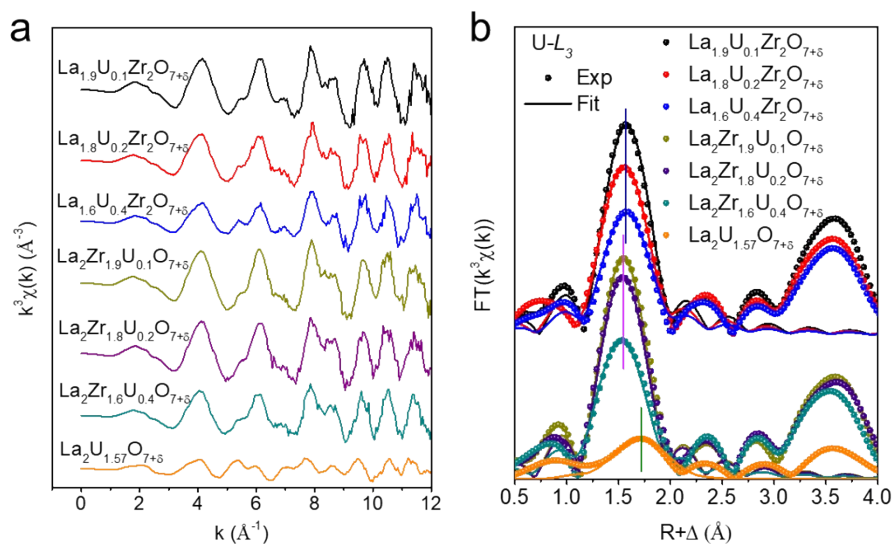 a
La1.9U0.1Zr2O7+δ
La1.8U0.2Zr2O7+δ
La1.6U0.4Zr2O7+δ
La2Zr1.9U0.1O7+δ
La2Zr1.8U0.2O7+δ
La2Zr1.6U0.4O7+δ
La2U1.57O7+δ
k3χ(k) (Å-3)
0 2 4 6 8 10 12
k (Å-1)
b
U-L3
Exp
Fit
La1.9U0.1Zr2O7+δ
La1.8U0.2Zr2O7+δ
La1.6U0.4Zr2O7+δ
La2Zr1.9U0.1O7+δ
La2Zr1.8U0.2O7+δ
La2Zr1.6U0.4O7+δ
La2U1.57O7+δ
FT(k3χ(k))
0.5 1.0 1.5 2.0 2.5 3.0 3.5 4.0
R+Δ (Å)